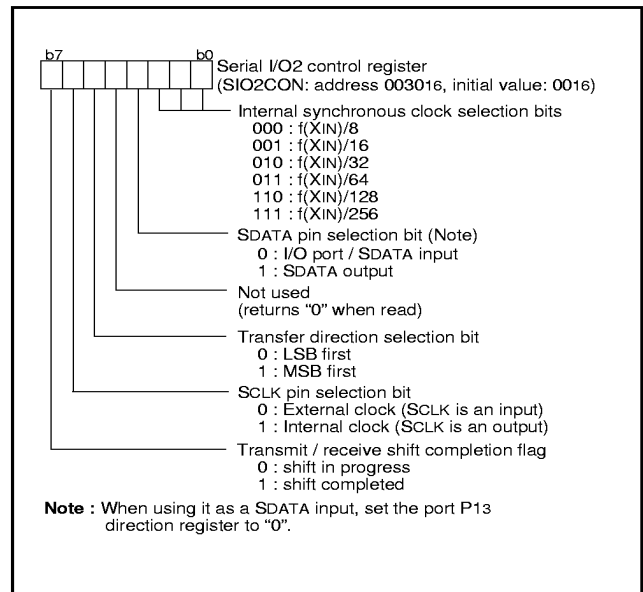 b7 b0
Serial I/O2 control register
(SIO2CON: address 003016, initial value: 0016)
Internal synchronous clock selection bits
000 : f(XIN)/8
001 : f(XIN)/16
010 : f(XIN)/32
011 : f(XIN)/64
110 : f(XIN)/128
111 : f(XIN)/256
SDATA pin selection bit (Note)
0 : I/O port / SDATA input
1 : SDATA output
Not used
(returns “0” when read)
Transfer direction selection bit
0 : LSB first
1 : MSB first
SCLK pin selection bit
0 : External clock (SCLK is an input)
1 : Internal clock (SCLK is an output)
Transmit / receive shift completion flag
0 : shift in progress
1 : shift completed
Note : When using it as a SDATA input, set the port P13
direction register to “0”.